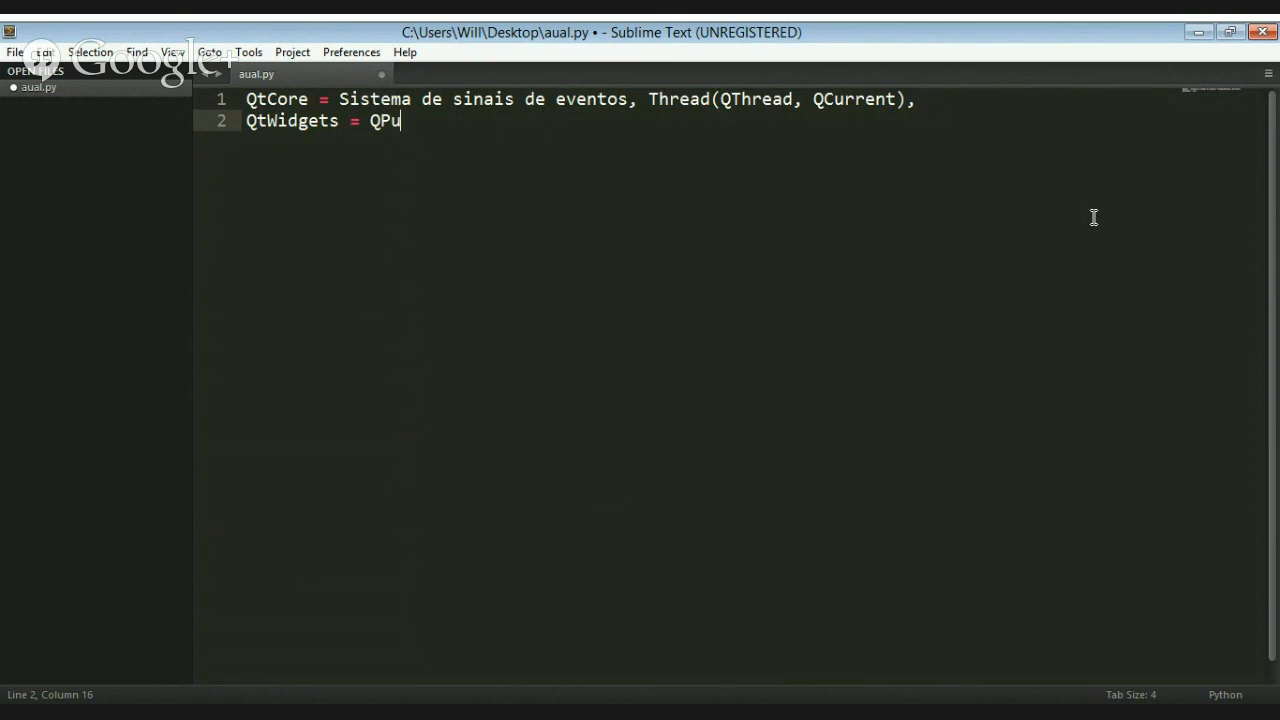 C:\Users\Will\Desktop\aual.py • - Sublime Text (UNREGISTERED)
File Edit Selection Find View Goto Tools Project Preferences Help
Google+
OPEN FILES
aual.py
aual.py
1 QtCore = Sistema de sinais de eventos, Thread(QThread, QCurrent),
2 QtWidgets = QPu
Line 2, Column 16
Tab Size: 4
Python